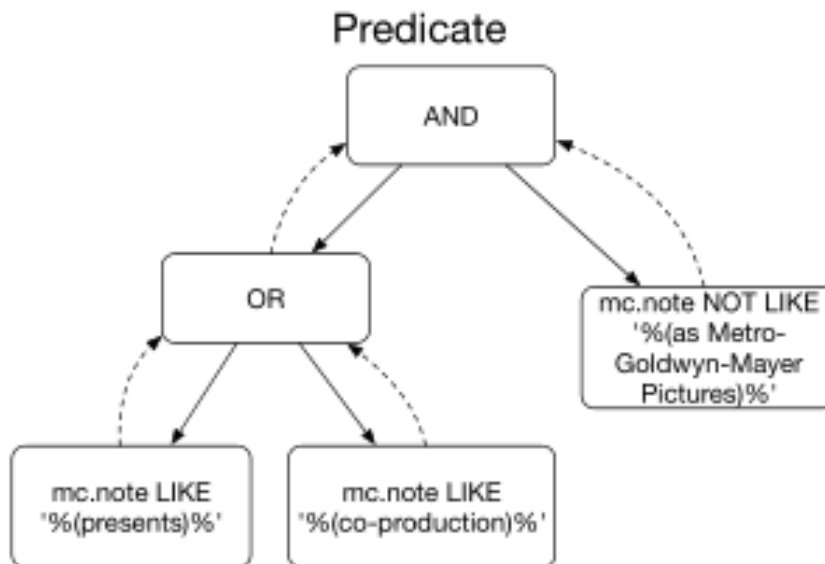 Predicate
AND
OR
mc.note NOT LIKE
'%(as Metro-
Goldwyn-Mayer
Pictures)%'
mc.note LIKE
'%(presents)%'
mc.note LIKE
'%(co-production)%'